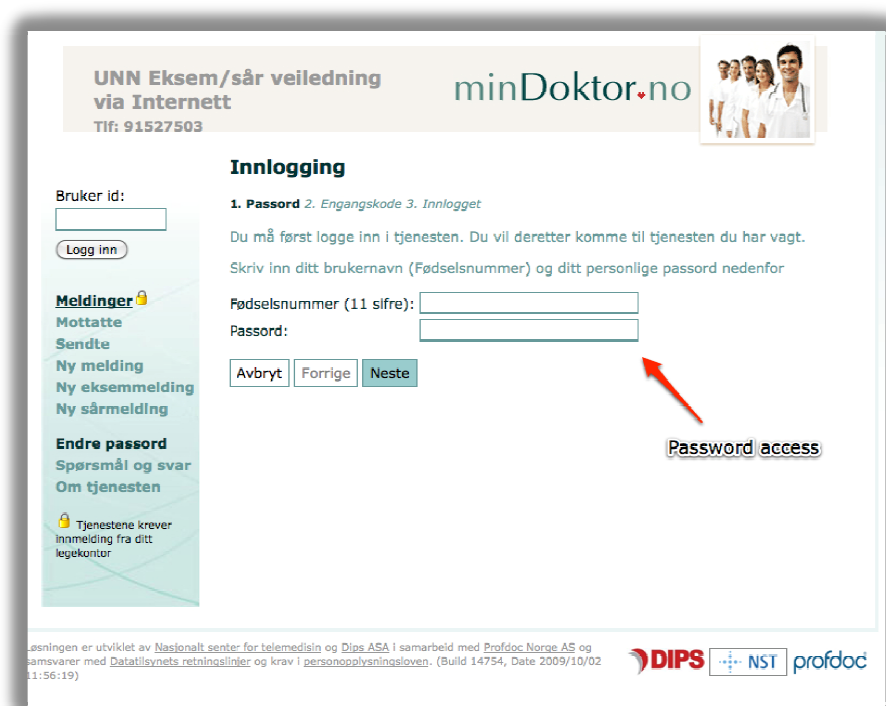 UNN Eksem/sår veiledning
via Internett
Tlf: 91527503
minDoktor.no
Innlogging
Bruker id:
Logg inn
1. Passord 2. Engangskode 3. Innlogget
Du må først logge inn i tjenesten. Du vil deretter komme til tjenesten du har vagt.
Skriv inn ditt brukernavn (Fødselsnummer) og ditt personlige passord nedenfor
Fødselsnummer (11 sifre):
Passord:
Avbryt Forrige Neste
Meldinger
Mottatte
Sendte
Ny melding
Ny eksemmelding
Ny sårmelding
Endre passord
Spørsmål og svar
Om tjenesten
Tjenestene krever
innmelding fra ditt
legekontor
Password access
Løsningen er utviklet av Nasjonalt senter for telemedisin og Dips ASA i samarbeid med Profdoc Norge AS og
samsvarer med Datatilsynets retningslinjer og krav i personopplysningsloven. (Build 14754, Date 2009/10/02
11:56:19)
DIPS NST profdoc